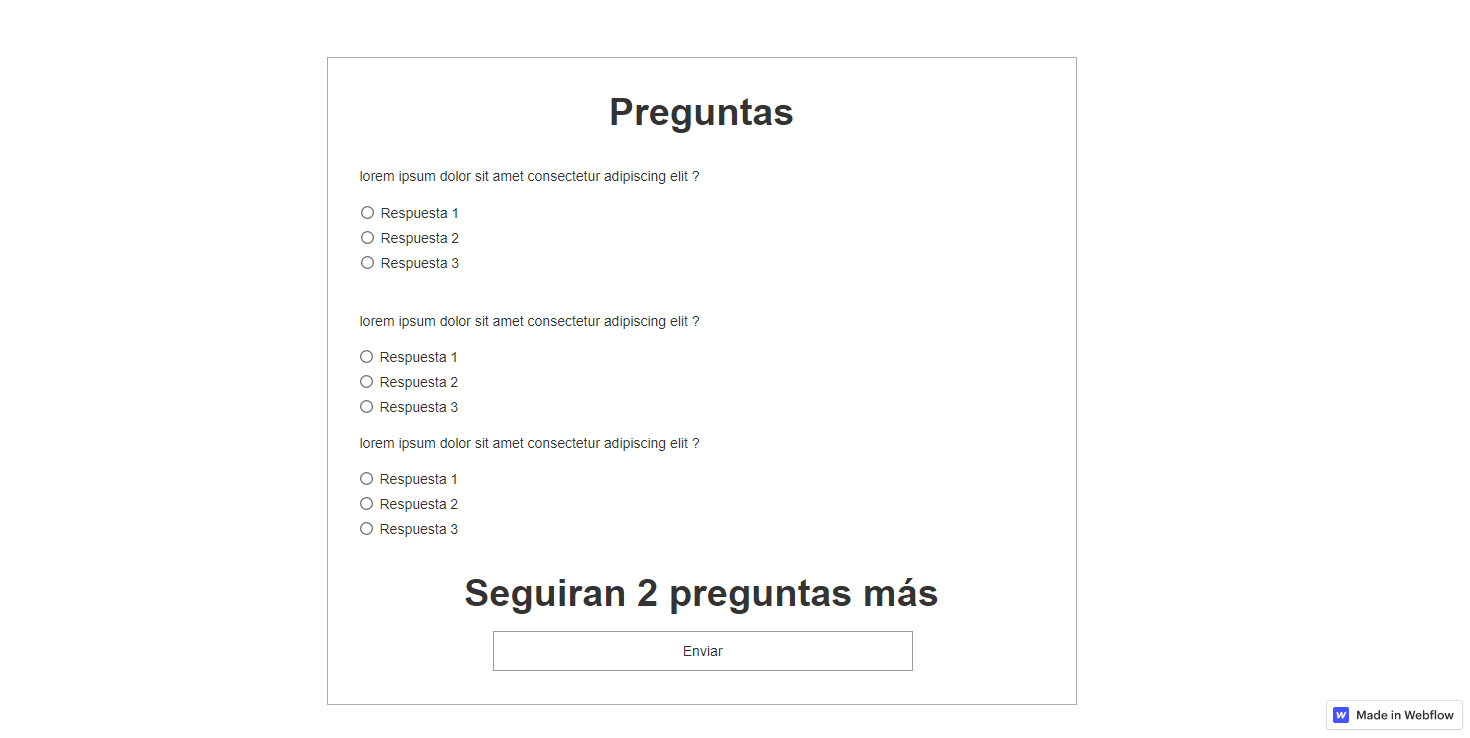 Preguntas
lorem ipsum dolor sit amet consectetur adipiscing elit ?
Respuesta 1
Respuesta 2
Respuesta 3
lorem ipsum dolor sit amet consectetur adipiscing elit ?
Respuesta 1
Respuesta 2
Respuesta 3
lorem ipsum dolor sit amet consectetur adipiscing elit ?
Respuesta 1
Respuesta 2
Respuesta 3
Seguiran 2 preguntas más
Enviar
W Made in Webflow